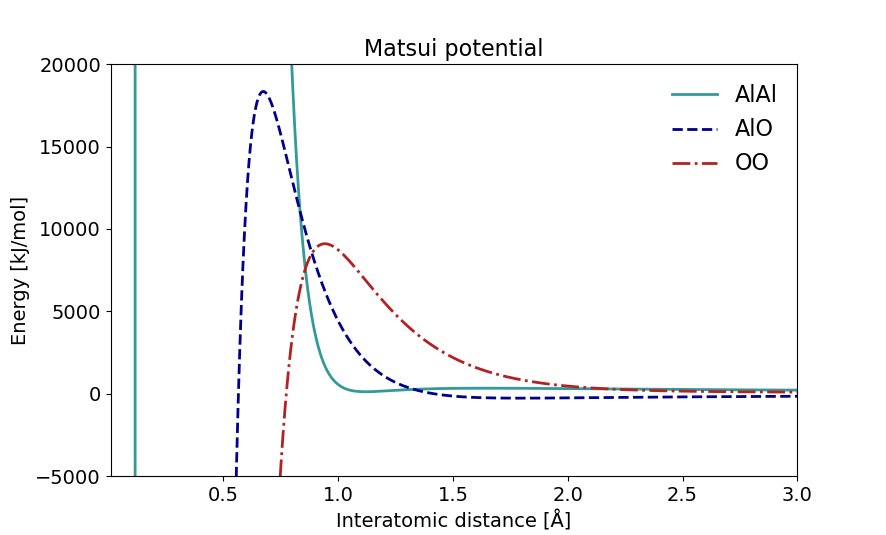 Matsui potential
20000
15000
10000
5000
0
−5000
Energy [kJ/mol]
AlAl
AlO
OO
0.5 1.0 1.5 2.0 2.5 3.0
Interatomic distance [Å]